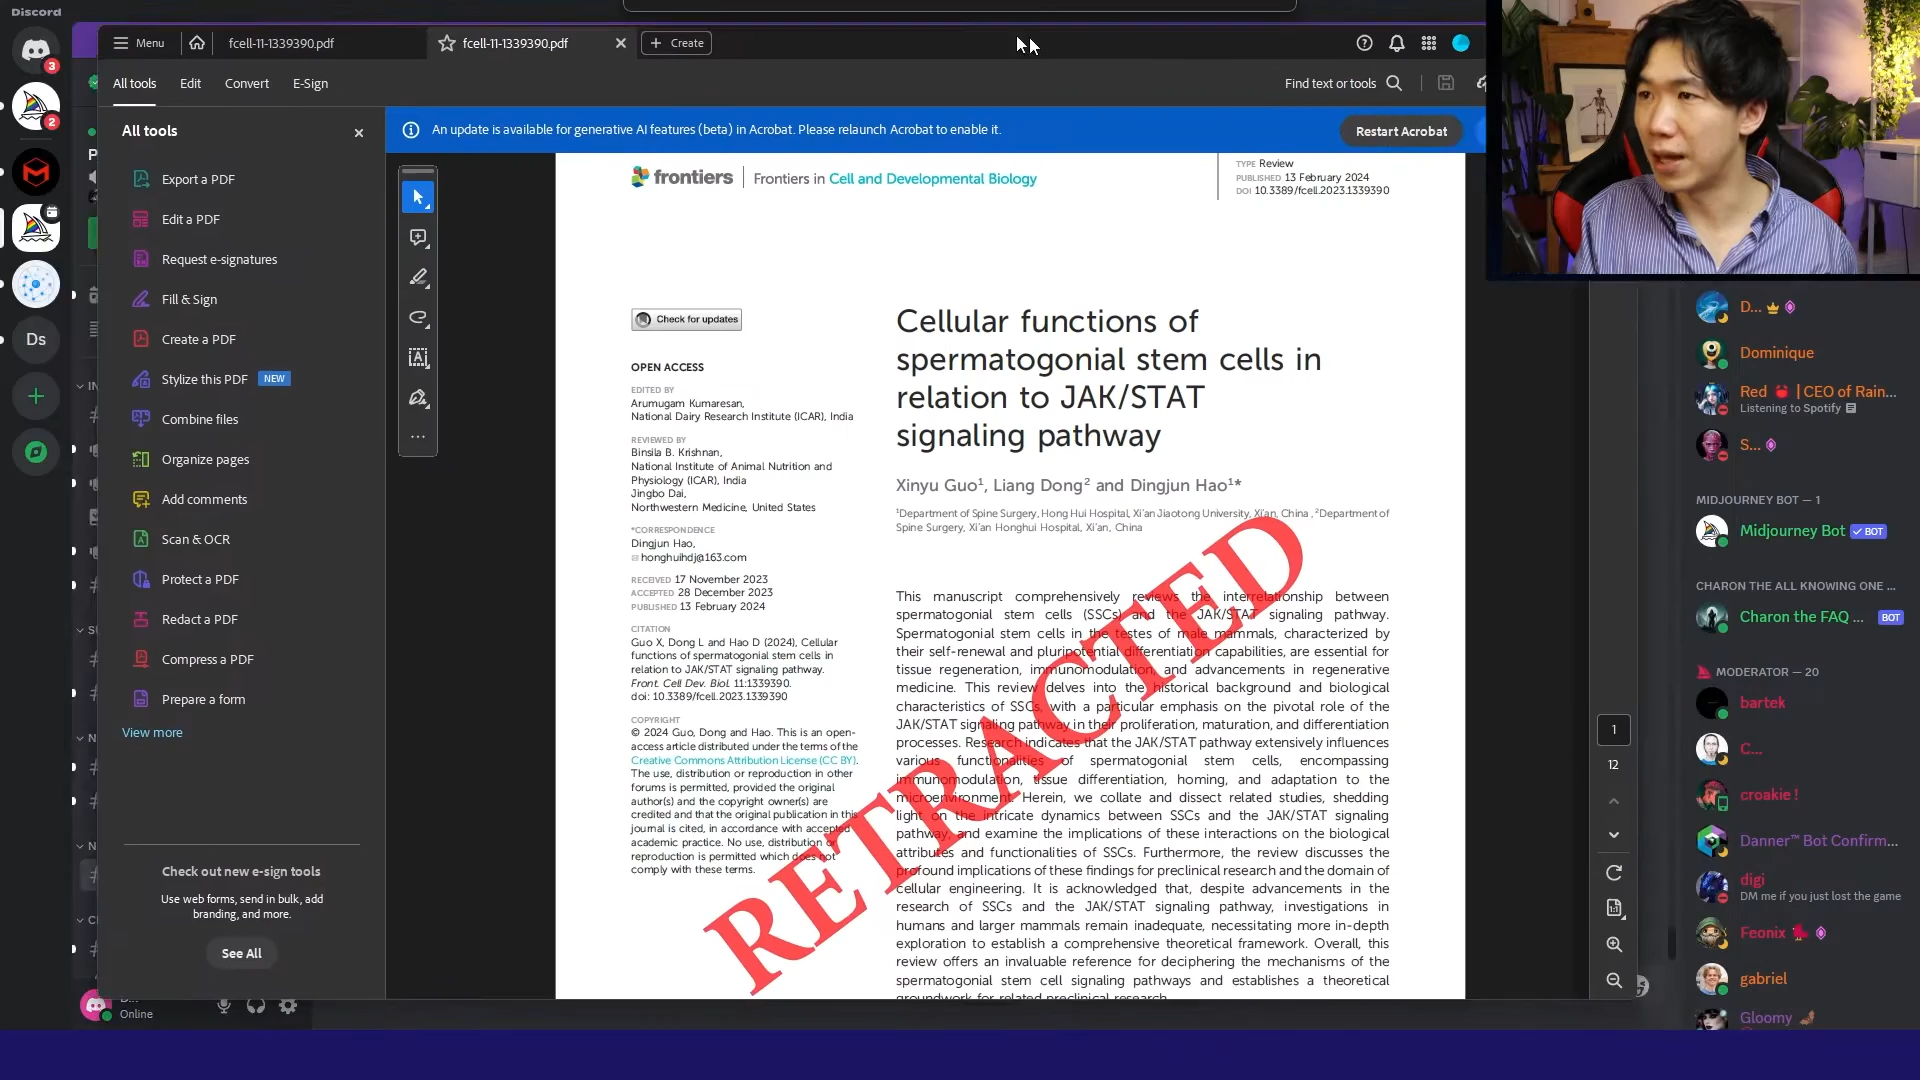 Discord
3
2
Ds
Menu
fcell-11-1339390.pdf
fcell-11-1339390.pdf
Create
All tools
Edit
Convert
E-Sign
Find text or tools
All tools
Export a PDF
Edit a PDF
Request e-signatures
Fill & Sign
Create a PDF
Stylize this PDF NEW
Combine files
Organize pages
Add comments
Scan & OCR
Protect a PDF
Redact a PDF
Compress a PDF
Prepare a form
View more
Check out new e-sign tools
Use web forms, send in bulk, add
branding, and more.
See All
Online
An update is available for generative AI features (beta) in Acrobat. Please relaunch Acrobat to enable it.
Restart Acrobat
frontiers
Frontiers in Cell and Developmental Biology
TYPE Review
PUBLISHED 13 February 2024
DOI 10.3389/fcell.2023.1339390
Check for updates
OPEN ACCESS
EDITED BY
Arumugam Kumaresan,
National Dairy Research Institute (ICAR), India
REVIEWED BY
Binsila B. Krishnan,
National Institute of Animal Nutrition and
Physiology (ICAR), India
Jingbo Dai,
Northwestern Medicine, United States
*CORRESPONDENCE
Dingjun Hao,
honghuihdj@163.com
RECEIVED 17 November 2023
ACCEPTED 28 December 2023
PUBLISHED 13 February 2024
CITATION
Guo X, Dong L and Hao D (2024), Cellular
functions of spermatogonial stem cells in
relation to JAK/STAT signaling pathway.
Front. Cell Dev. Biol. 11:1339390.
doi: 10.3389/fcell.2023.1339390
COPYRIGHT
© 2024 Guo, Dong and Hao. This is an open-
access article distributed under the terms of the
Creative Commons Attribution License (CC BY).
The use, distribution or reproduction in other
forums is permitted, provided the original
author(s) and the copyright owner(s) are
credited and that the original publication in this
journal is cited, in accordance with accepted
academic practice. No use, distribution or
reproduction is permitted which does not
comply with these terms.
Cellular functions of
spermatogonial stem cells in
relation to JAK/STAT
signaling pathway
Xinyu Guo1, Liang Dong2 and Dingjun Hao1*
1Department of Spine Surgery, Hong Hui Hospital, Xi'an Jiaotong University, Xi'an, China , 2Department of
Spine Surgery, Xi'an Honghui Hospital, Xi'an, China
This manuscript comprehensively reviews the interrelationship between
spermatogonial stem cells (SSCs) and the JAK/STAT signaling pathway.
Spermatogonial stem cells in the testes of male mammals, characterized by
their self-renewal and pluripotential differentiation capabilities, are essential for
tissue regeneration, immunomodulation, and advancements in regenerative
medicine. This review delves into the historical background and biological
characteristics of SSCs, with a particular emphasis on the pivotal role of the
JAK/STAT signaling pathway in their proliferation, maturation, and differentiation
processes. Research indicates that the JAK/STAT pathway extensively influences
various functionalities of spermatogonial stem cells, encompassing
immunomodulation, tissue differentiation, homing, and adaptation to the
microenvironment. Herein, we collate and dissect related studies, shedding
light on the intricate dynamics between SSCs and the JAK/STAT signaling
pathway, and examine the implications of these interactions on the biological
attributes and functionalities of SSCs. Furthermore, the review discusses the
profound implications of these findings for preclinical research and the domain of
cellular engineering. It is acknowledged that, despite advancements in the
research of SSCs and the JAK/STAT signaling pathway, investigations in
humans and larger mammals remain inadequate, necessitating more in-depth
exploration to establish a comprehensive theoretical framework. Overall, this
review offers an invaluable reference for deciphering the mechanisms of the
spermatogonial stem cell signaling pathways and establishes a theoretical
groundwork for related preclinical research.
RETRACTED
1
12
D...
Dominique
Red | CEO of Rain...
Listening to Spotify
S...
MIDJOURNEY BOT — 1
Midjourney Bot BOT
CHARON THE ALL KNOWING ONE ...
Charon the FAQ ... BOT
MODERATOR — 20
bartek
C...
croakie !
Danner™ Bot Confirm...
digi
DM me if you just lost the game
Feonix
gabriel
Gloomy